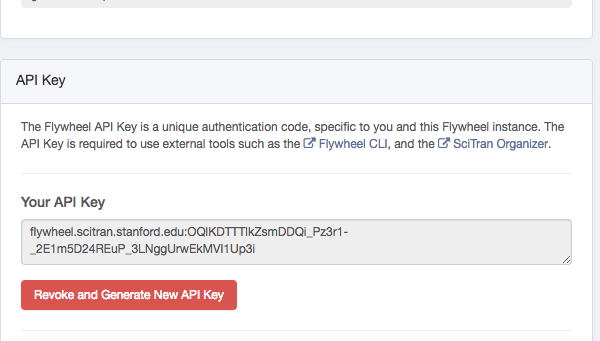 API Key
The Flywheel API Key is a unique authentication code, specific to you and this Flywheel instance. The
API Key is required to use external tools such as the Flywheel CLI, and the SciTran Organizer.
Your API Key
flywheel.scitran.stanford.edu:OQlKDTTTlkZsmDDQi_Pz3r1-
_2E1m5D24REuP_3LNggUrwEkMVI1Up3i
Revoke and Generate New API Key